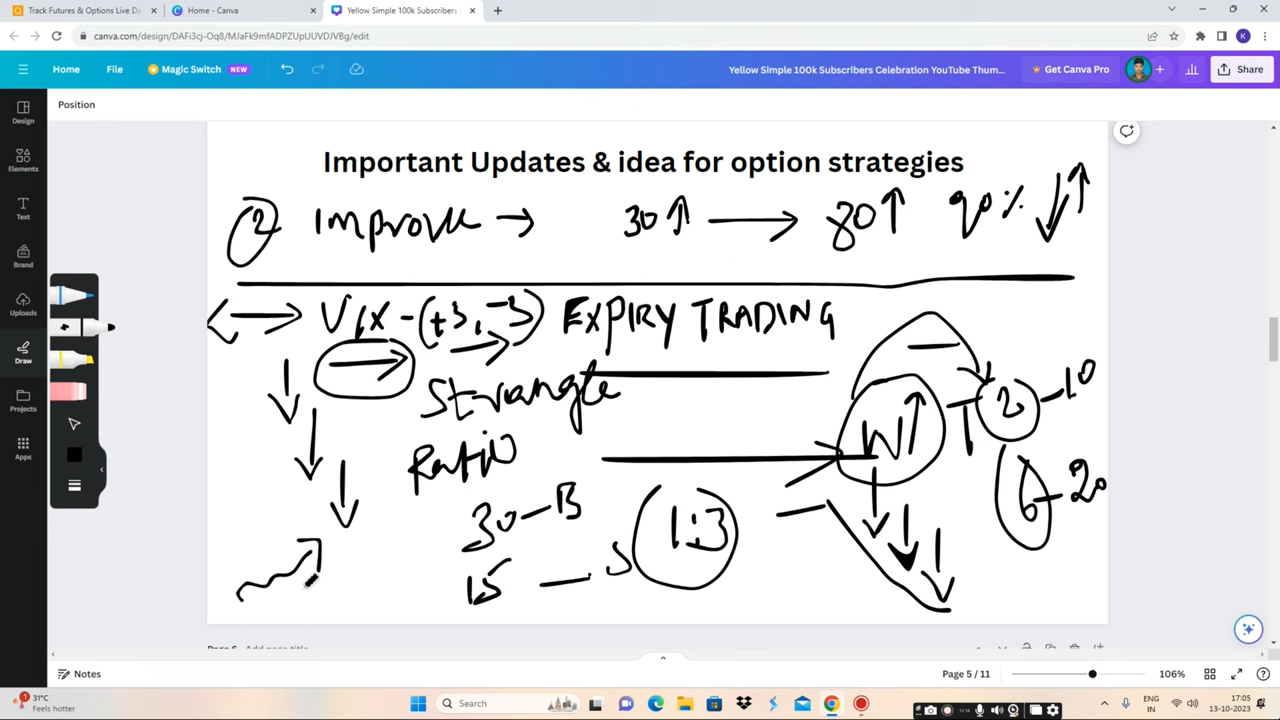 Track Futures & Options Live Da
Home - Canva
Yellow Simple 100k Subscribers
canva.com/design/DAFi3cj-Oq8/MJaFk9mfADPZUpUUVDJVBg/edit
K
Home
File
Magic Switch
NEW
Yellow Simple 100k Subscribers Celebration YouTube Thum...
Get Canva Pro
Share
Position
Design
Elements
Text
Brand
Uploads
Draw
Projects
Apps
Important Updates & idea for option strategies
2 Improve → 30 ↑ → 80 ↑ 90% ↓↑
VIX - (+3, -3) EXPIRY TRADING
Strangle
Ratio
W↑ T 2 - 10
6 - 20
30 - B
15 - S
1:3
Notes
Page 5 / 11
106%
1
31°C
Feels hotter
Search
ENG
IN
17:05
13-10-2023